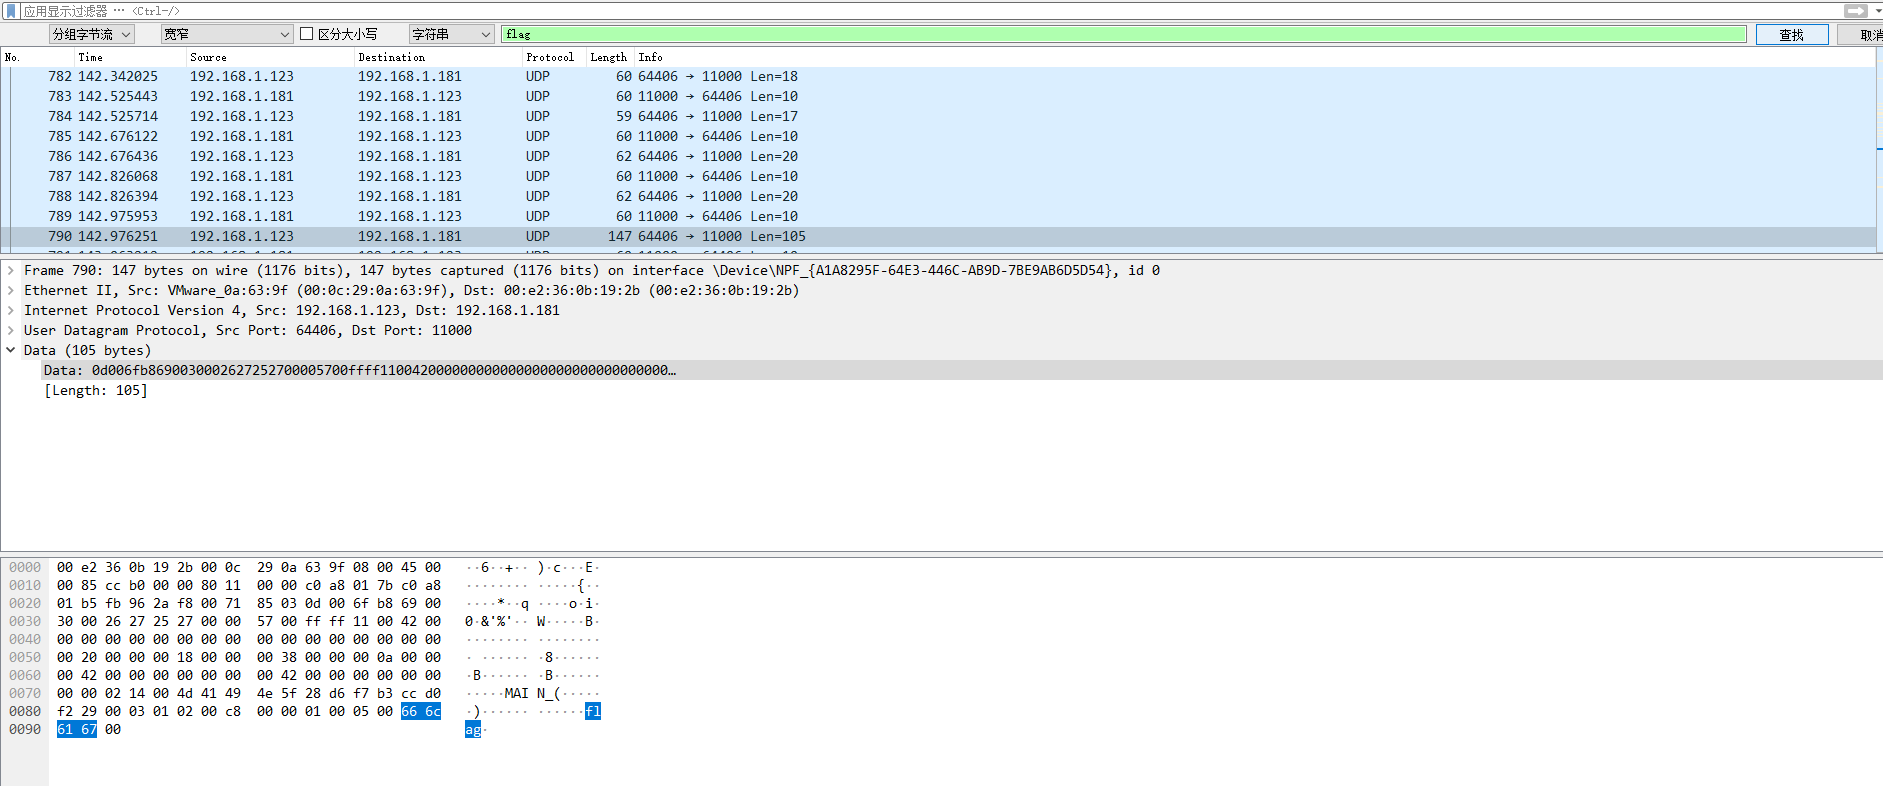 应用显示过滤器 … <Ctrl-/>
分组字节流 宽窄 区分大小写 字符串 flag 查找 取消
No. Time Source Destination Protocol Length Info
782 142.342025 192.168.1.123 192.168.1.181 UDP 60 64406 → 11000 Len=18
783 142.525443 192.168.1.181 192.168.1.123 UDP 60 11000 → 64406 Len=10
784 142.525714 192.168.1.123 192.168.1.181 UDP 59 64406 → 11000 Len=17
785 142.676122 192.168.1.181 192.168.1.123 UDP 60 11000 → 64406 Len=10
786 142.676436 192.168.1.123 192.168.1.181 UDP 62 64406 → 11000 Len=20
787 142.826068 192.168.1.181 192.168.1.123 UDP 60 11000 → 64406 Len=10
788 142.826394 192.168.1.123 192.168.1.181 UDP 62 64406 → 11000 Len=20
789 142.975953 192.168.1.181 192.168.1.123 UDP 60 11000 → 64406 Len=10
790 142.976251 192.168.1.123 192.168.1.181 UDP 147 64406 → 11000 Len=105
Frame 790: 147 bytes on wire (1176 bits), 147 bytes captured (1176 bits) on interface \Device\NPF_{A1A8295F-64E3-446C-AB9D-7BE9AB6D5D54}, id 0
Ethernet II, Src: VMware_0a:63:9f (00:0c:29:0a:63:9f), Dst: 00:e2:36:0b:19:2b (00:e2:36:0b:19:2b)
Internet Protocol Version 4, Src: 192.168.1.123, Dst: 192.168.1.181
User Datagram Protocol, Src Port: 64406, Dst Port: 11000
Data (105 bytes)
Data: 0d006fb8690030002627252700005700ffff110042000000000000000000000000000000…
[Length: 105]
0000 00 e2 36 0b 19 2b 00 0c 29 0a 63 9f 08 00 45 00 ··6··+·· )·c···E·
0010 00 85 cc b0 00 00 80 11 00 00 c0 a8 01 7b c0 a8 ········ ·····{··
0020 01 b5 fb 96 2a f8 00 71 85 03 0d 00 6f b8 69 00 ····*··q ····o·i·
0030 30 00 26 27 25 27 00 00 57 00 ff ff 11 00 42 00 0·&'%'·· W·····B·
0040 00 00 00 00 00 00 00 00 00 00 00 00 00 00 00 00 ········ ········
0050 00 20 00 00 00 18 00 00 00 38 00 00 00 0a 00 00 · ······ ·8······
0060 00 42 00 00 00 00 00 00 00 42 00 00 00 00 00 00 ·B······ ·B······
0070 00 00 02 14 00 4d 41 49 4e 5f 28 d6 f7 b3 cc d0 ·····MAI N_(·····
0080 f2 29 00 03 01 02 00 c8 00 00 01 00 05 00 66 6c ·)······ ······fl
0090 61 67 00 ag·